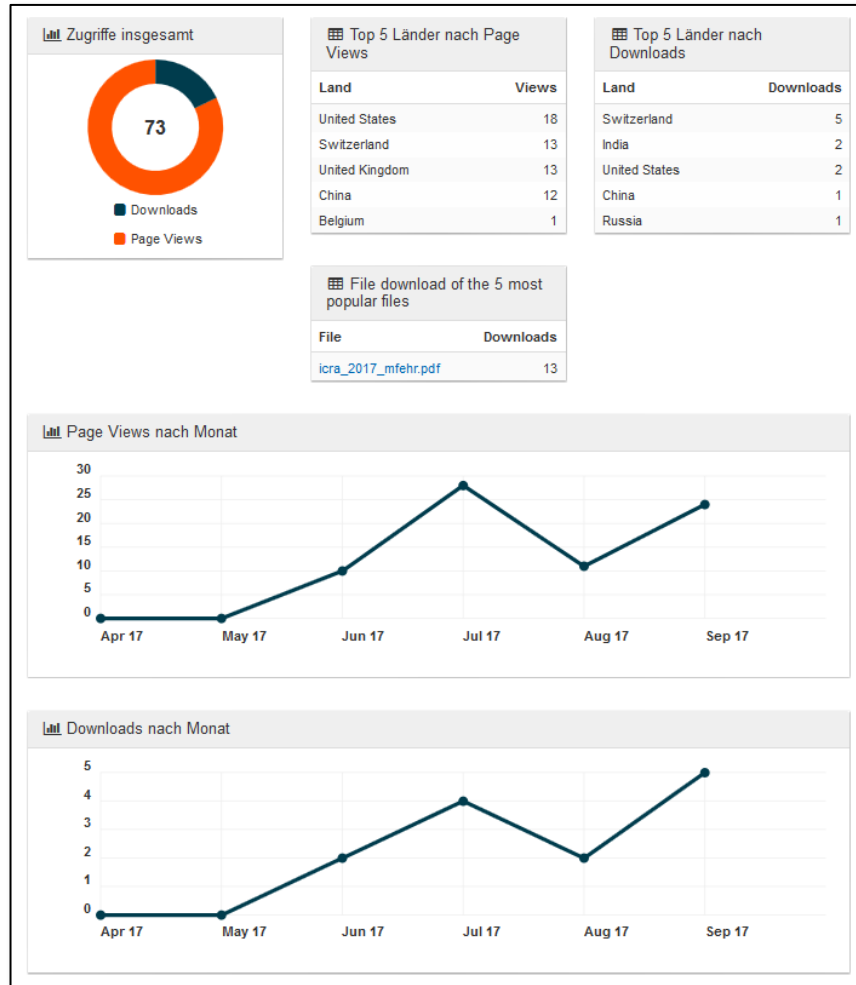 Zugriffe insgesamt
73
Downloads
Page Views
Top 5 Länder nach Page
Views
Land Views
United States 18
Switzerland 13
United Kingdom 13
China 12
Belgium 1
Top 5 Länder nach
Downloads
Land Downloads
Switzerland 5
India 2
United States 2
China 1
Russia 1
File download of the 5 most
popular files
File Downloads
icra_2017_mfehr.pdf 13
Page Views nach Monat
30
25
20
15
10
5
0
Apr 17 May 17 Jun 17 Jul 17 Aug 17 Sep 17
Downloads nach Monat
5
4
3
2
1
0
Apr 17 May 17 Jun 17 Jul 17 Aug 17 Sep 17